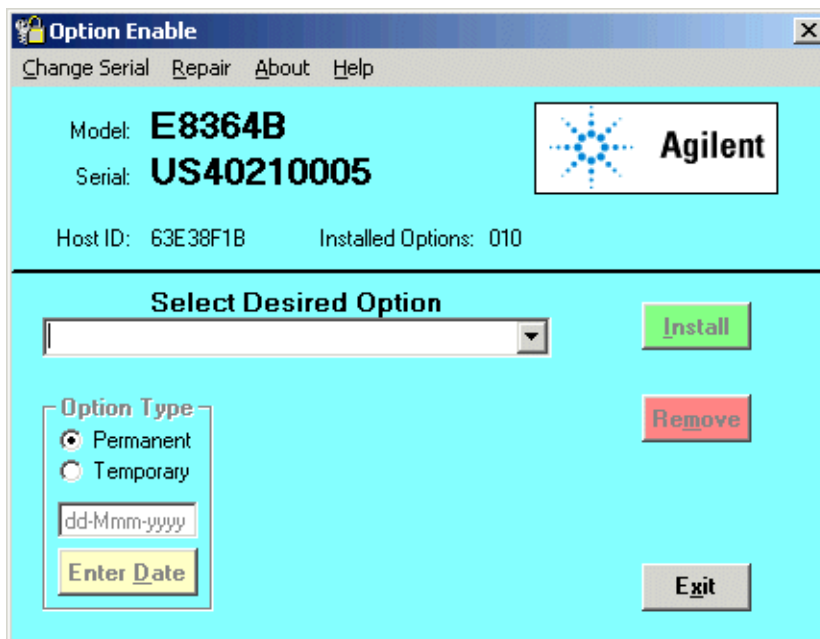 Option Enable
Change Serial Repair About Help
Model: E8364B
Agilent
Serial: US40210005
Host ID: 63E38F1B Installed Options: 010
Select Desired Option
Install
Option Type
Remove
Permanent
Temporary
dd-Mmm-yyyy
Enter Date
Exit